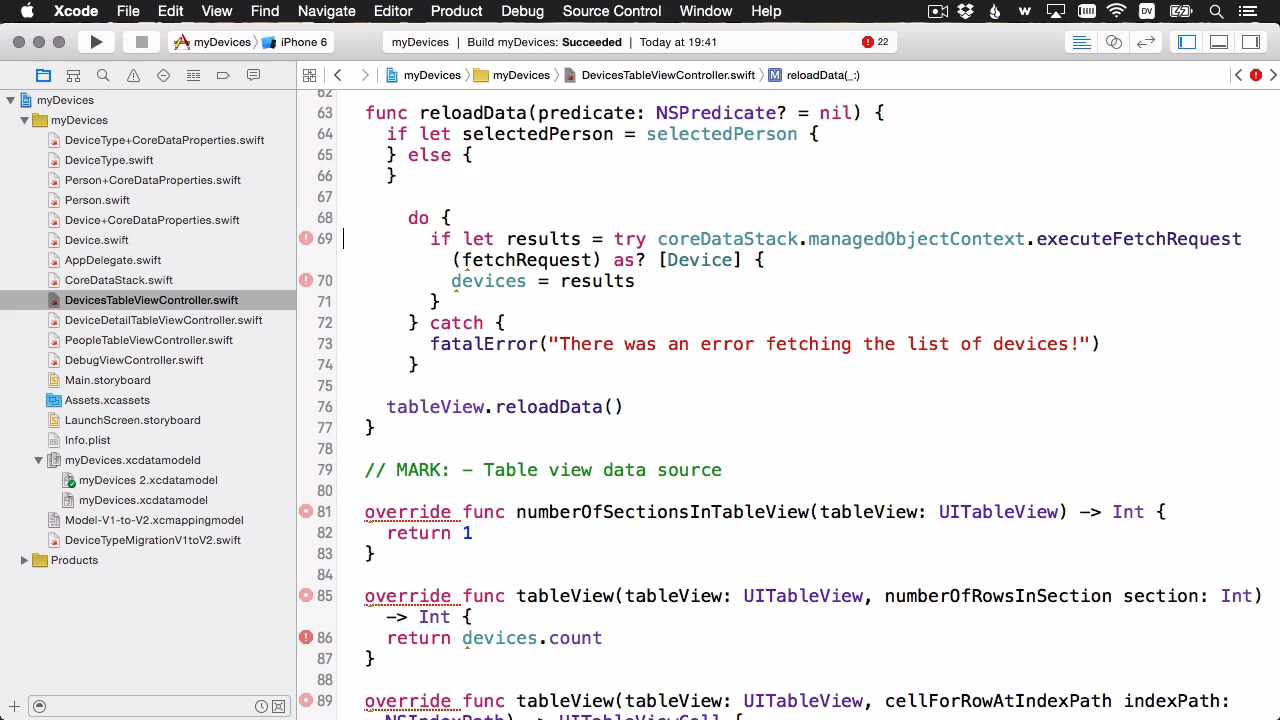 Xcode File Edit View Find Navigate Editor Product Debug Source Control Window Help W DV
myDevices iPhone 6 myDevices | Build myDevices: Succeeded | Today at 19:41 22
myDevices myDevices DevicesTableViewController.swift M reloadData(_:)
myDevices
myDevices
DeviceType+CoreDataProperties.swift
DeviceType.swift
Person+CoreDataProperties.swift
Person.swift
Device+CoreDataProperties.swift
Device.swift
AppDelegate.swift
CoreDataStack.swift
DevicesTableViewController.swift
DeviceDetailTableViewController.swift
PeopleTableViewController.swift
DebugViewController.swift
Main.storyboard
Assets.xcassets
LaunchScreen.storyboard
Info.plist
myDevices.xcdatamodeld
myDevices 2.xcdatamodel
myDevices.xcdatamodel
Model-V1-to-V2.xcmappingmodel
DeviceTypeMigrationV1toV2.swift
Products
62
63 func reloadData(predicate: NSPredicate? = nil) {
64 if let selectedPerson = selectedPerson {
65 } else {
66 }
67
68 do {
69 if let results = try coreDataStack.managedObjectContext.executeFetchRequest
(fetchRequest) as? [Device] {
70 devices = results
71 }
72 } catch {
73 fatalError("There was an error fetching the list of devices!")
74 }
75
76 tableView.reloadData()
77 }
78
79 // MARK: - Table view data source
80
81 override func numberOfSectionsInTableView(tableView: UITableView) -> Int {
82 return 1
83 }
84
85 override func tableView(tableView: UITableView, numberOfRowsInSection section: Int)
-> Int {
86 return devices.count
87 }
88
89 override func tableView(tableView: UITableView, cellForRowAtIndexPath indexPath:
NSIndexPath) -> UITableViewCell {